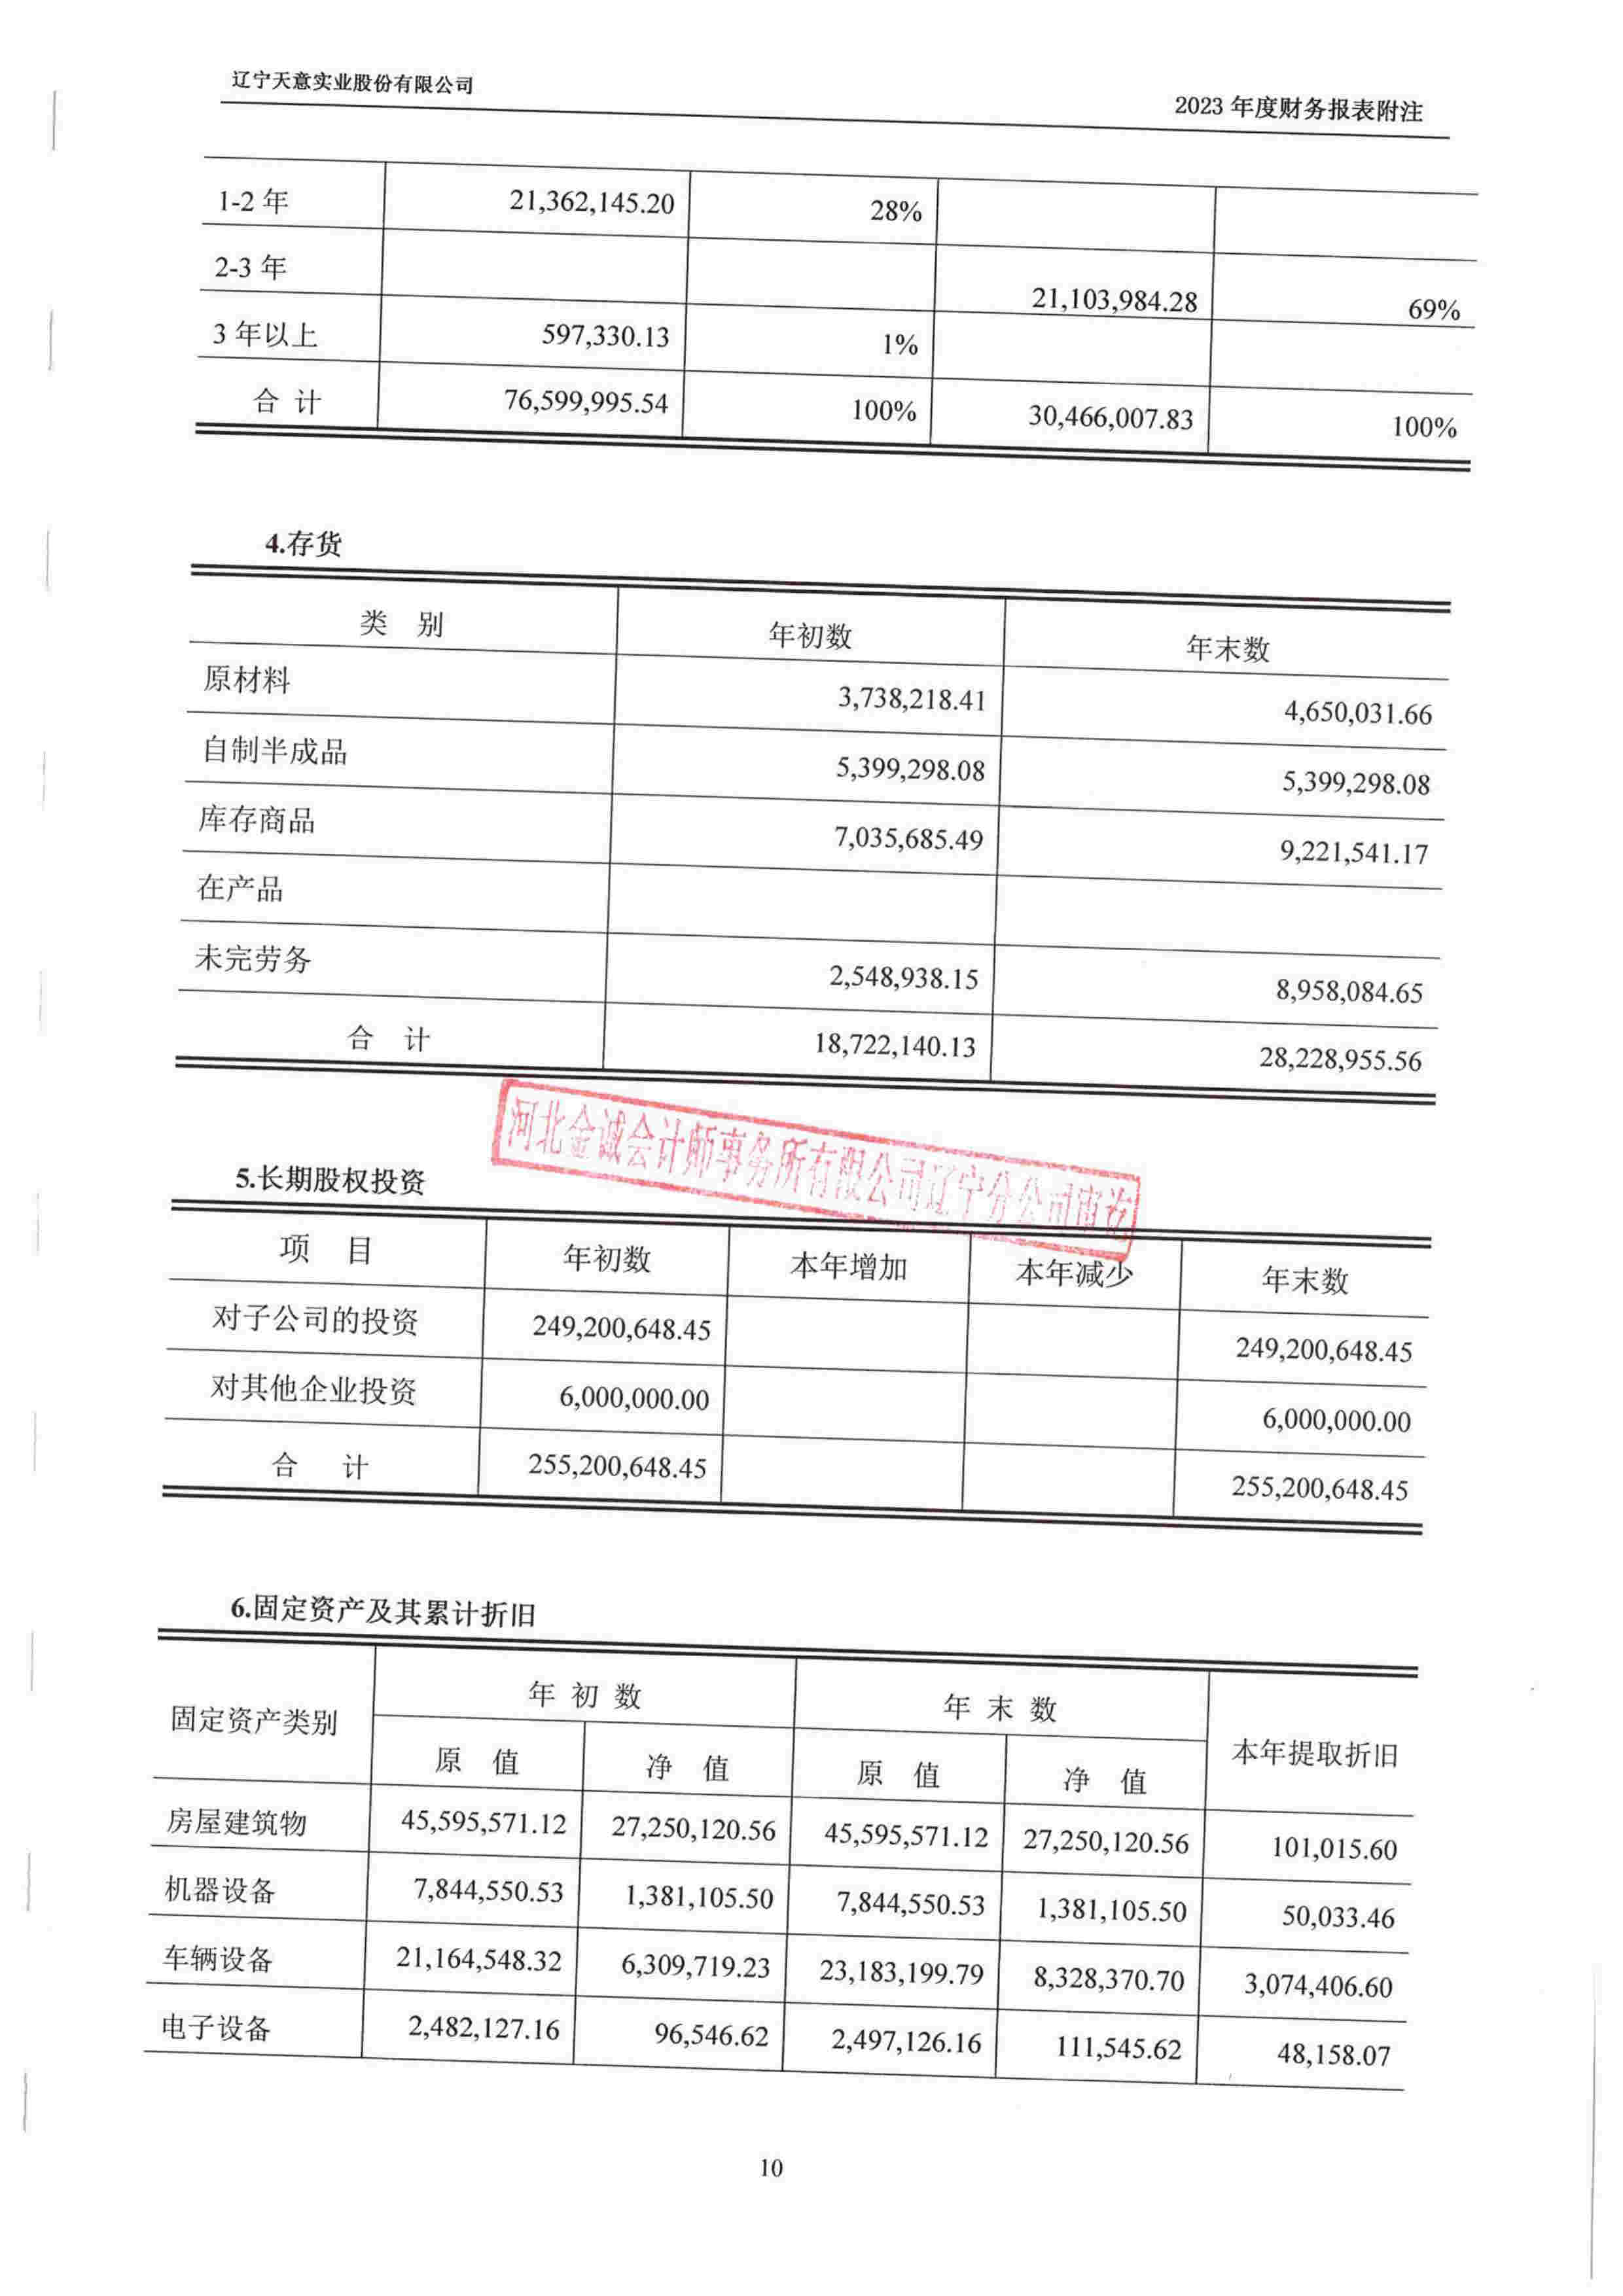 辽宁天意实业股份有限公司
2023 年度财务报表附注
1-2 年 21,362,145.20 28%
2-3 年 21,103,984.28 69%
3 年以上 597,330.13 1%
合 计 76,599,995.54 100% 30,466,007.83 100%
4.存货
类 别 年初数 年末数
原材料 3,738,218.41 4,650,031.66
自制半成品 5,399,298.08 5,399,298.08
库存商品 7,035,685.49 9,221,541.17
在产品
未完劳务 2,548,938.15 8,958,084.65
合 计 18,722,140.13 28,228,955.56
河北金诚会计师事务所有限公司辽宁分公司审讫
5.长期股权投资
项 目 年初数 本年增加 本年减少 年末数
对子公司的投资 249,200,648.45 249,200,648.45
对其他企业投资 6,000,000.00 6,000,000.00
合 计 255,200,648.45 255,200,648.45
6.固定资产及其累计折旧
固定资产类别 年 初 数 年 末 数 本年提取折旧
原 值 净 值 原 值 净 值
房屋建筑物 45,595,571.12 27,250,120.56 45,595,571.12 27,250,120.56 101,015.60
机器设备 7,844,550.53 1,381,105.50 7,844,550.53 1,381,105.50 50,033.46
车辆设备 21,164,548.32 6,309,719.23 23,183,199.79 8,328,370.70 3,074,406.60
电子设备 2,482,127.16 96,546.62 2,497,126.16 111,545.62 48,158.07
10